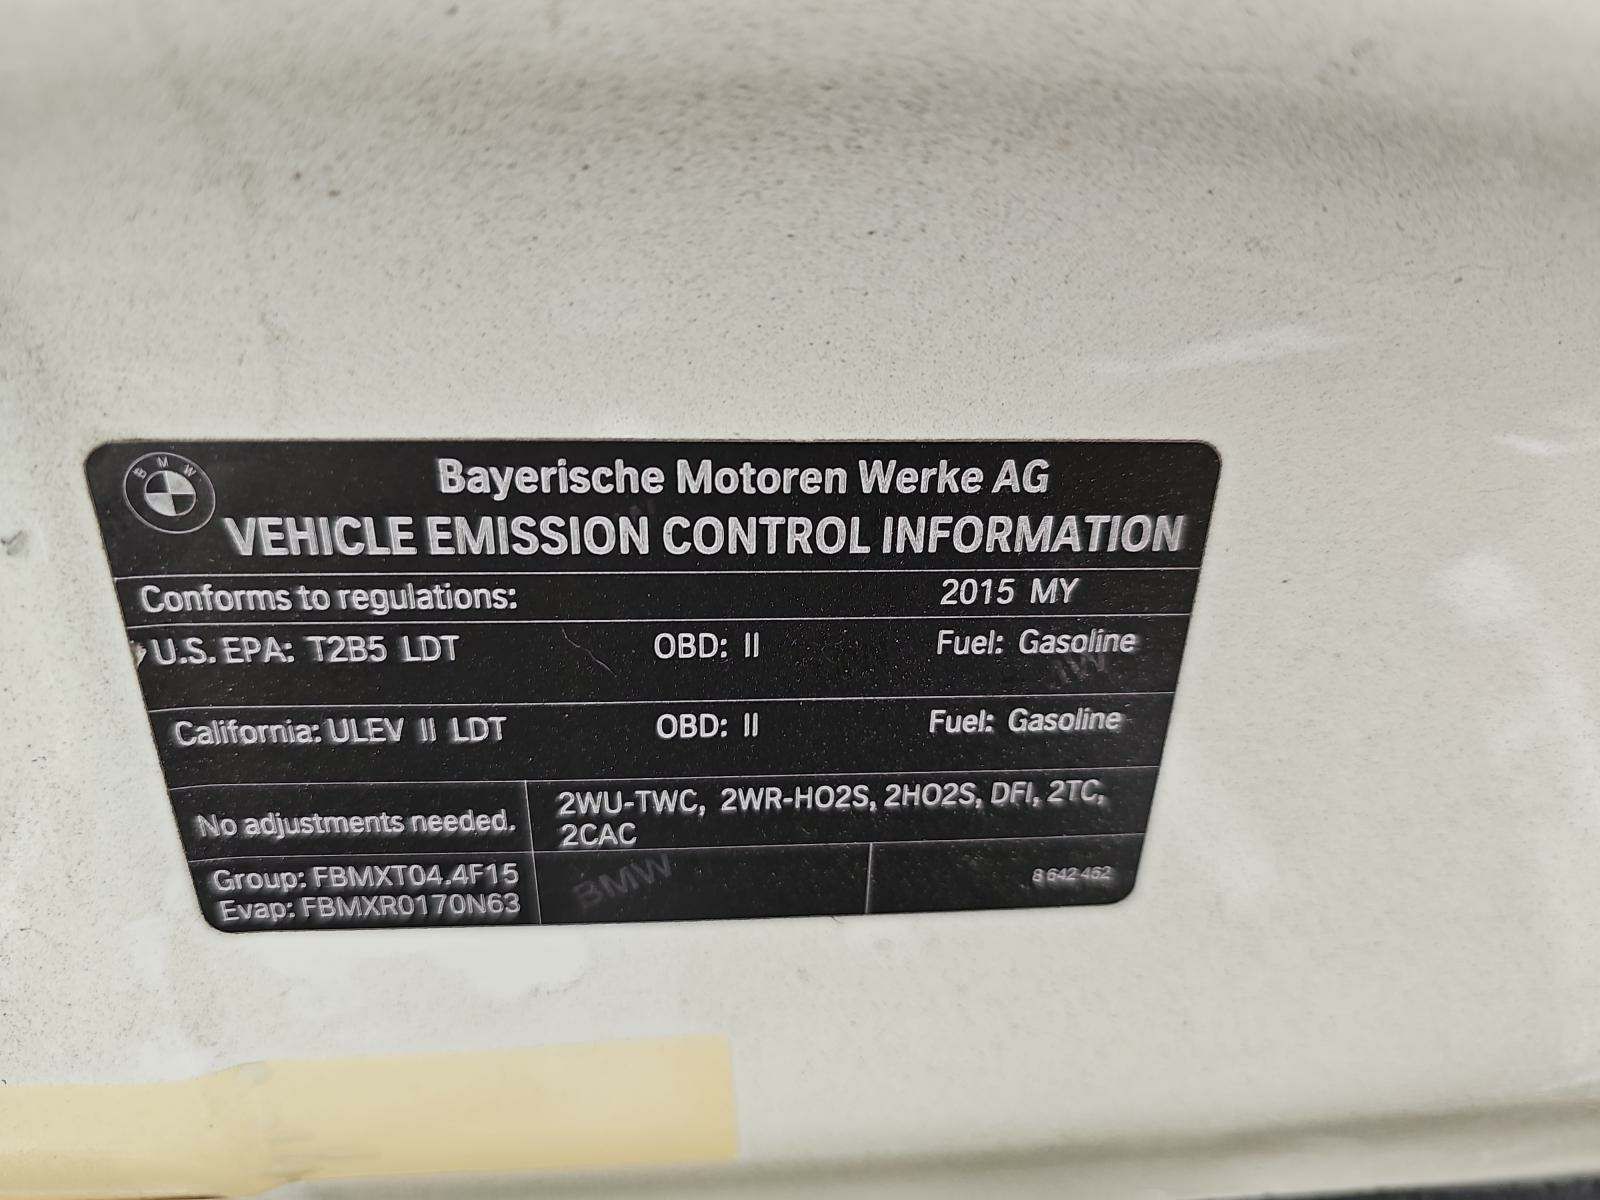 BMW
Bayerische Motoren Werke AG
VEHICLE EMISSION CONTROL INFORMATION
Conforms to regulations: 2015 MY
U.S. EPA: T2B5 LDT OBD: II Fuel: Gasoline
California: ULEV II LDT OBD: II Fuel: Gasoline
No adjustments needed.
2WU-TWC, 2WR-HO2S, 2HO2S, DFI, 2TC,
2CAC
Group: FBMXT04.4F15
Evap: FBMXR0170N63
BMW
8 642 462